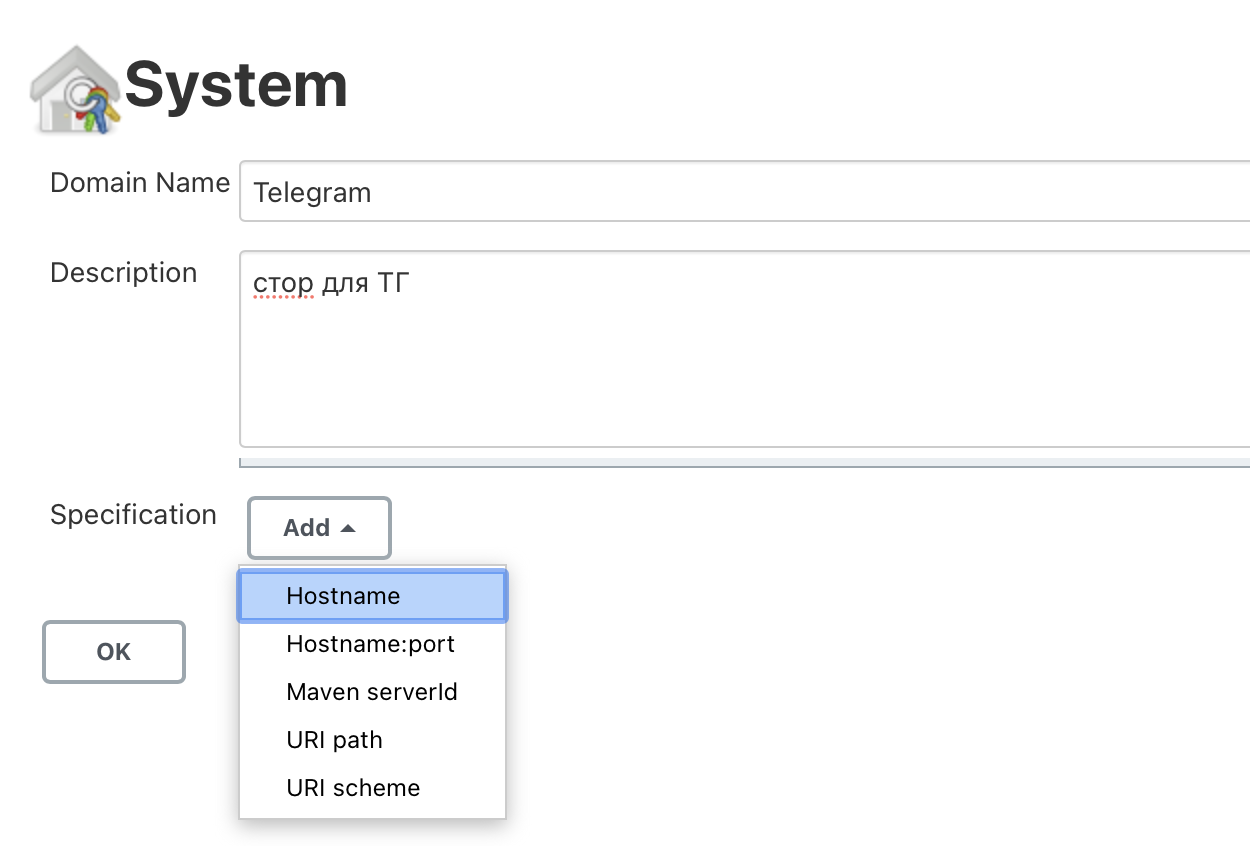 System
Domain Name
Telegram
Description
стор для ТГ
Specification
Add
Hostname
Hostname:port
Maven serverId
URI path
URI scheme
OK